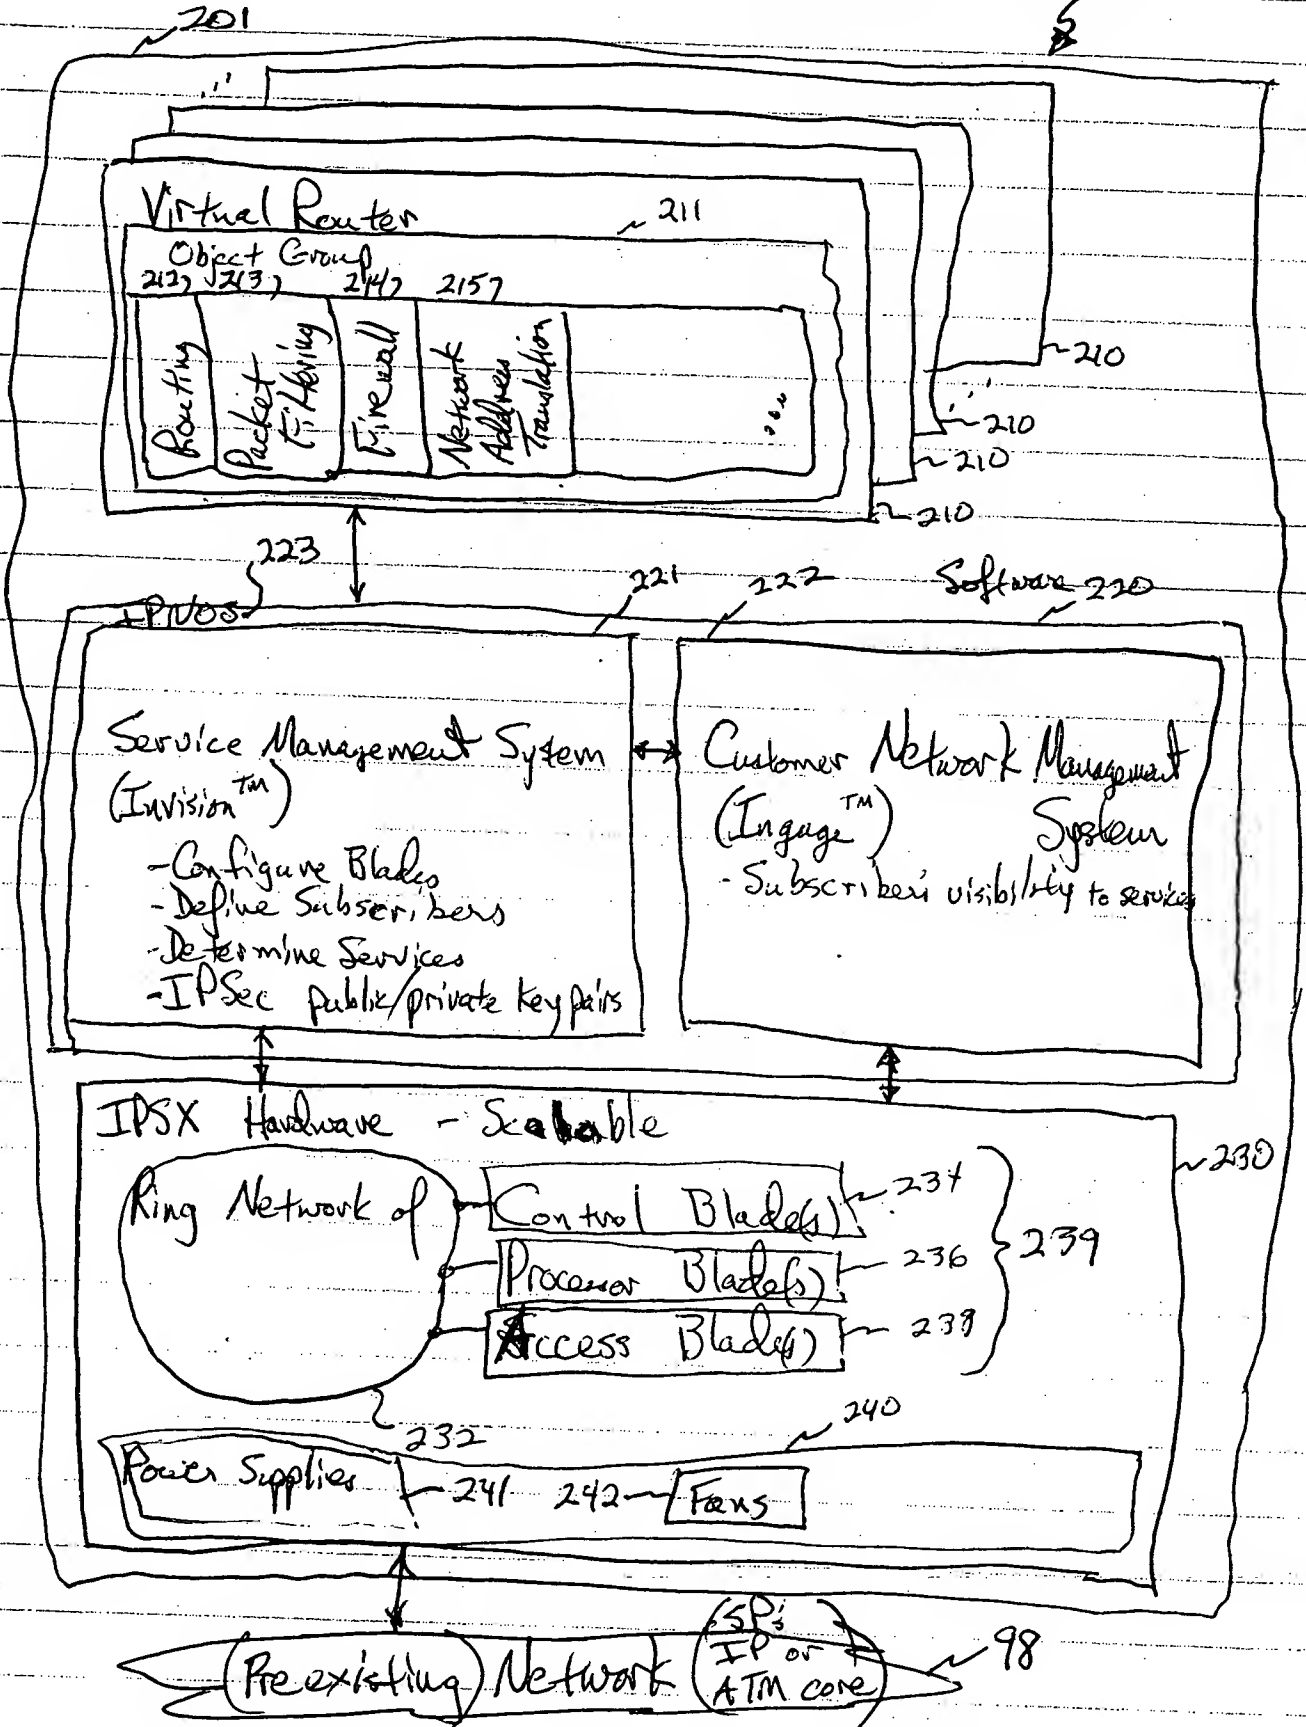 201
Virtual Router
211
Object Group
212 213 214 215
Routing
Packet
Filtering
Firewall
Network
Address
Translation
...
210
210
210
210
223
221
222
Software 220
IPNOS
Service Management System
(Invision™)
-Configure Blades
-Define Subscribers
-Determine Services
-IPSec public/private key pairs
Customer Network Management
(Ingage™) System
- Subscriber's visibility to services
IPSX Hardware - Scalable
230
Ring Network of
Control Blade(s)
234
Processor Blade(s)
236
Access Blade(s)
238
239
232
240
Power Supplies
241
242
Fans
(Preexisting) Network
(SP's
IP or
ATM core)
98